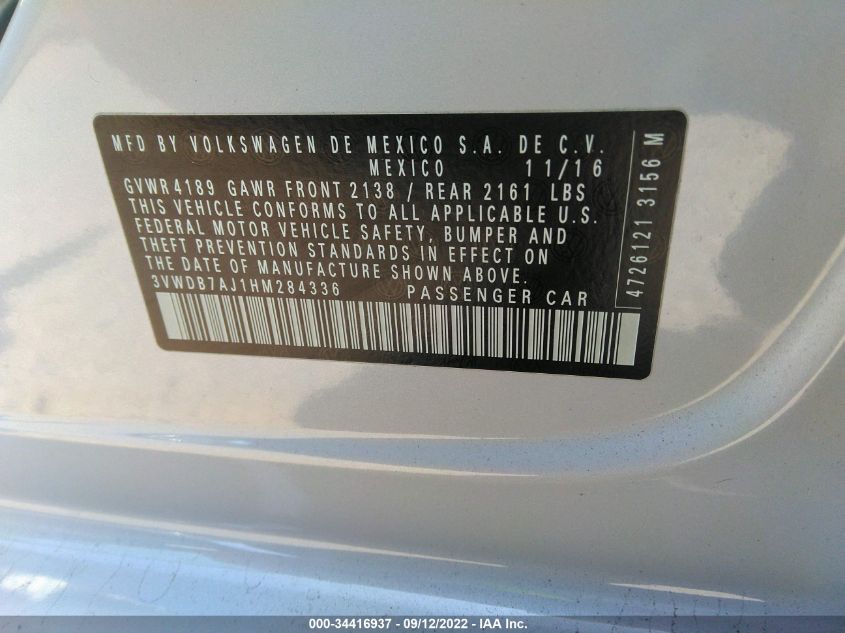 MFD BY VOLKSWAGEN DE MEXICO S.A. DE C.V.
MEXICO 11/16
GVWR 4189 GAWR FRONT 2138 / REAR 2161 LBS
THIS VEHICLE CONFORMS TO ALL APPLICABLE U.S.
FEDERAL MOTOR VEHICLE SAFETY, BUMPER AND
THEFT PREVENTION STANDARDS IN EFFECT ON
THE DATE OF MANUFACTURE SHOWN ABOVE.
3VWDB7AJ1HM284336 PASSENGER CAR
4726121 3156 M
000-34416937 - 09/12/2022 - IAA Inc.